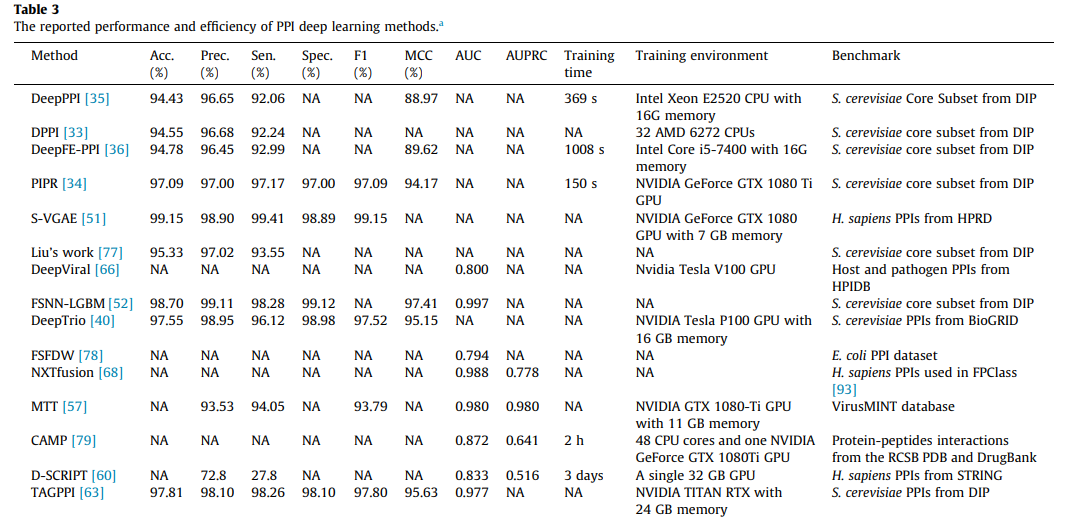 Table 3
The reported performance and efficiency of PPI deep learning methods.a
Method Acc. Prec. Sen. Spec. F1 MCC AUC AUPRC Training Training environment Benchmark
(%) (%) (%) (%) (%) (%) time
DeepPPI [35] 94.43 96.65 92.06 NA NA 88.97 NA NA 369 s Intel Xeon E2520 CPU with S. cerevisiae Core Subset from DIP
16G memory
DPPI [33] 94.55 96.68 92.24 NA NA NA NA NA NA 32 AMD 6272 CPUs S. cerevisiae core subset from DIP
DeepFE-PPI [36] 94.78 96.45 92.99 NA NA 89.62 NA NA 1008 s Intel Core i5-7400 with 16G S. cerevisiae core subset from DIP
memory
PIPR [34] 97.09 97.00 97.17 97.00 97.09 94.17 NA NA 150 s NVIDIA GeForce GTX 1080 Ti S. cerevisiae core subset from DIP
GPU
S-VGAE [51] 99.15 98.90 99.41 98.89 99.15 NA NA NA NA NVIDIA GeForce GTX 1080 H. sapiens PPIs from HPRD
GPU with 7 GB memory
Liu's work [77] 95.33 97.02 93.55 NA NA NA NA NA NA NA S. cerevisiae core subset from DIP
DeepViral [66] NA NA NA NA NA NA 0.800 NA NA Nvidia Tesla V100 GPU Host and pathogen PPIs from
HPIDB
FSNN-LGBM [52] 98.70 99.11 98.28 99.12 NA 97.41 0.997 NA NA NA S. cerevisiae core subset from DIP
DeepTrio [40] 97.55 98.95 96.12 98.98 97.52 95.15 NA NA NA NVIDIA Tesla P100 GPU with S. cerevisiae PPIs from BioGRID
16 GB memory
FSFDW [78] NA NA NA NA NA NA 0.794 NA NA NA E. coli PPI dataset
NXTfusion [68] NA NA NA NA NA NA 0.988 0.778 NA NA H. sapiens PPIs used in FPClass
[93]
MTT [57] NA 93.53 94.05 NA 93.79 NA 0.980 0.980 NA NVIDIA GTX 1080-Ti GPU VirusMINT database
with 11 GB memory
CAMP [79] NA NA NA NA NA NA 0.872 0.641 2 h 48 CPU cores and one NVIDIA Protein-peptides interactions
GeForce GTX 1080Ti GPU from the RCSB PDB and DrugBank
D-SCRIPT [60] NA 72.8 27.8 NA NA NA 0.833 0.516 3 days A single 32 GB GPU H. sapiens PPIs from STRING
TAGPPI [63] 97.81 98.10 98.26 98.10 97.80 95.63 0.977 NA NA NVIDIA TITAN RTX with S. cerevisiae PPIs from DIP
24 GB memory